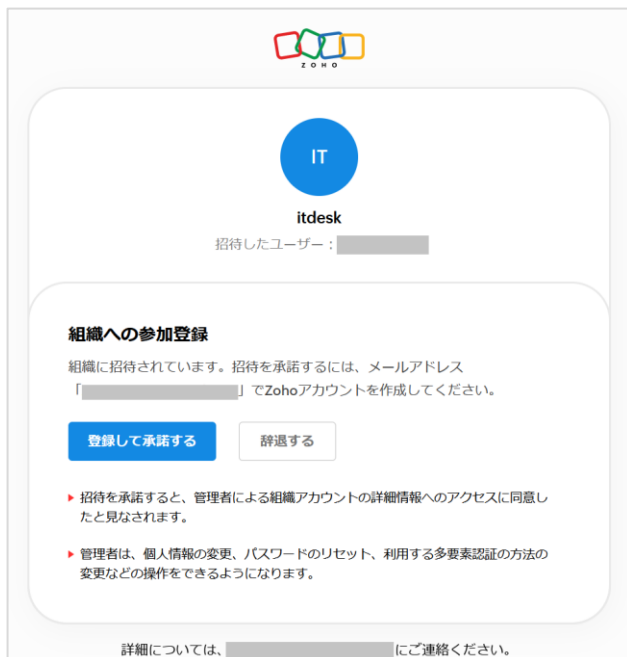 ZOHO
IT
itdesk
招待したユーザー：
組織への参加登録
組織に招待されています。招待を承諾するには、メールアドレス
「 」でZohoアカウントを作成してください。
登録して承諾する
辞退する
招待を承諾すると、管理者による組織アカウントの詳細情報へのアクセスに同意し
たと見なされます。
管理者は、個人情報の変更、パスワードのリセット、利用する多要素認証の方法の
変更などの操作をできるようになります。
詳細については、 にご連絡ください。